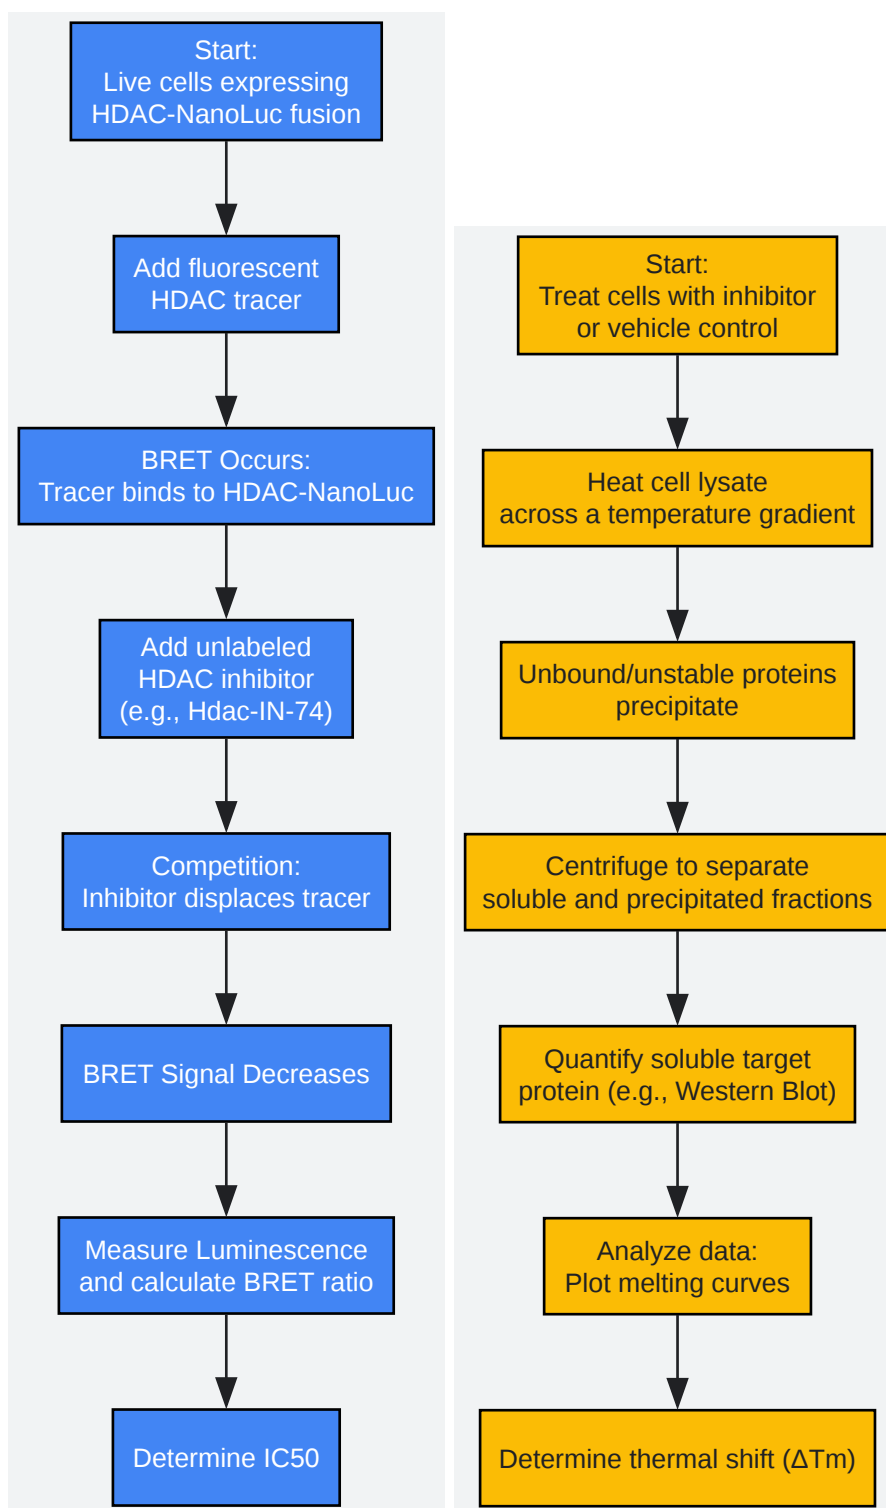 Start:
Live cells expressing
HDAC-NanoLuc fusion
Add fluorescent
HDAC tracer
BRET Occurs:
Tracer binds to HDAC-NanoLuc
Add unlabeled
HDAC inhibitor
(e.g., Hdac-IN-74)
Competition:
Inhibitor displaces tracer
BRET Signal Decreases
Measure Luminescence
and calculate BRET ratio
Determine IC50
Start:
Treat cells with inhibitor
or vehicle control
Heat cell lysate
across a temperature gradient
Unbound/unstable proteins
precipitate
Centrifuge to separate
soluble and precipitated fractions
Quantify soluble target
protein (e.g., Western Blot)
Analyze data:
Plot melting curves
Determine thermal shift (ΔTm)